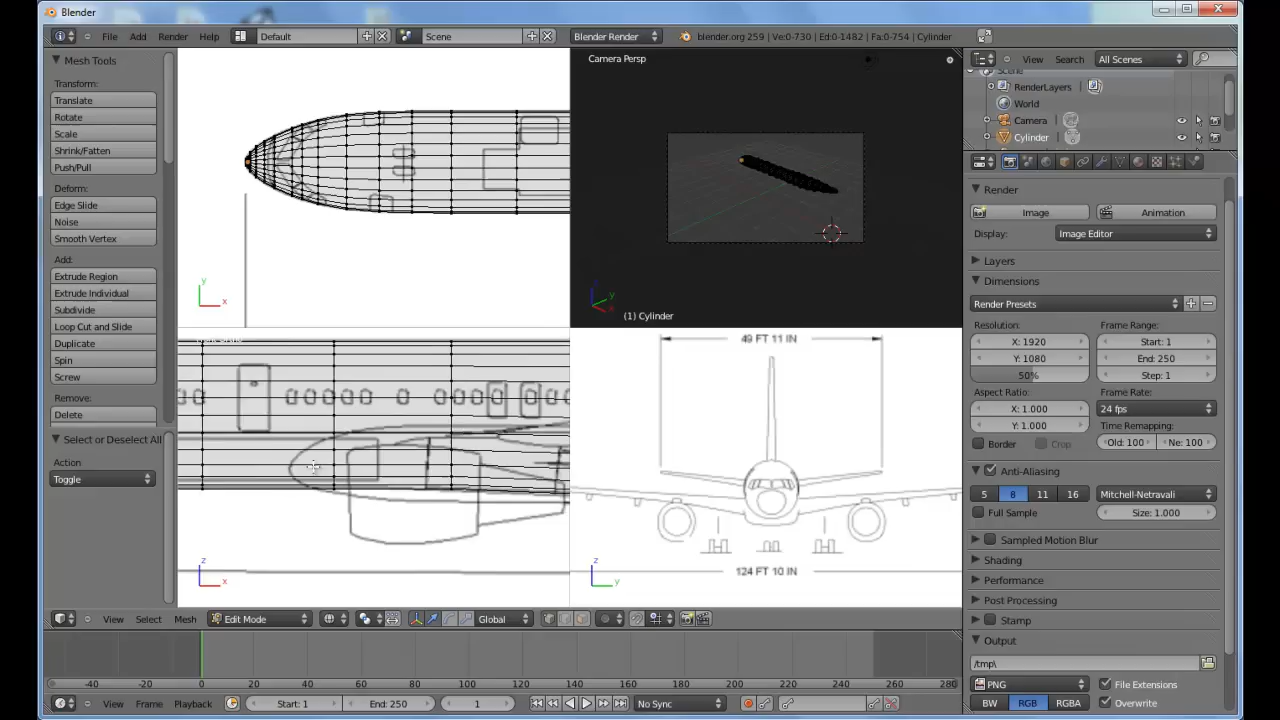 Blender
File Add Render Help Default Scene Blender Render blender.org 259 | Ve:0-730 | Ed:0-1482 | Fa:0-754 | Cylinder
Mesh Tools
Transform:
Translate
Rotate
Scale
Shrink/Fatten
Push/Pull
Deform:
Edge Slide
Noise
Smooth Vertex
Add:
Extrude Region
Extrude Individual
Subdivide
Loop Cut and Slide
Duplicate
Spin
Screw
Remove:
Delete
Select or Deselect All
Action
Toggle
y
x
z
x
Camera Persp
z
y
x
(1) Cylinder
49 FT 11 IN
124 FT 10 IN
z
y
View Select Mesh Edit Mode Global
-40 -20 0 20 40 60 80 100 120 140 160 180 200 220 240 260 280
View Frame Playback Start: 1 End: 250 1 No Sync
View Search All Scenes
Scene
RenderLayers
World
Camera
Cylinder
Render
Image Animation
Display: Image Editor
Layers
Dimensions
Render Presets
Resolution: Frame Range:
X: 1920 Start: 1
Y: 1080 End: 250
50% Step: 1
Aspect Ratio: Frame Rate:
X: 1.000 24 fps
Y: 1.000 Time Remapping:
Border Crop Old: 100 Ne: 100
Anti-Aliasing
5 8 11 16 Mitchell-Netravali
Full Sample Size: 1.000
Sampled Motion Blur
Shading
Performance
Post Processing
Stamp
Output
/tmp\
PNG File Extensions
BW RGB RGBA Overwrite